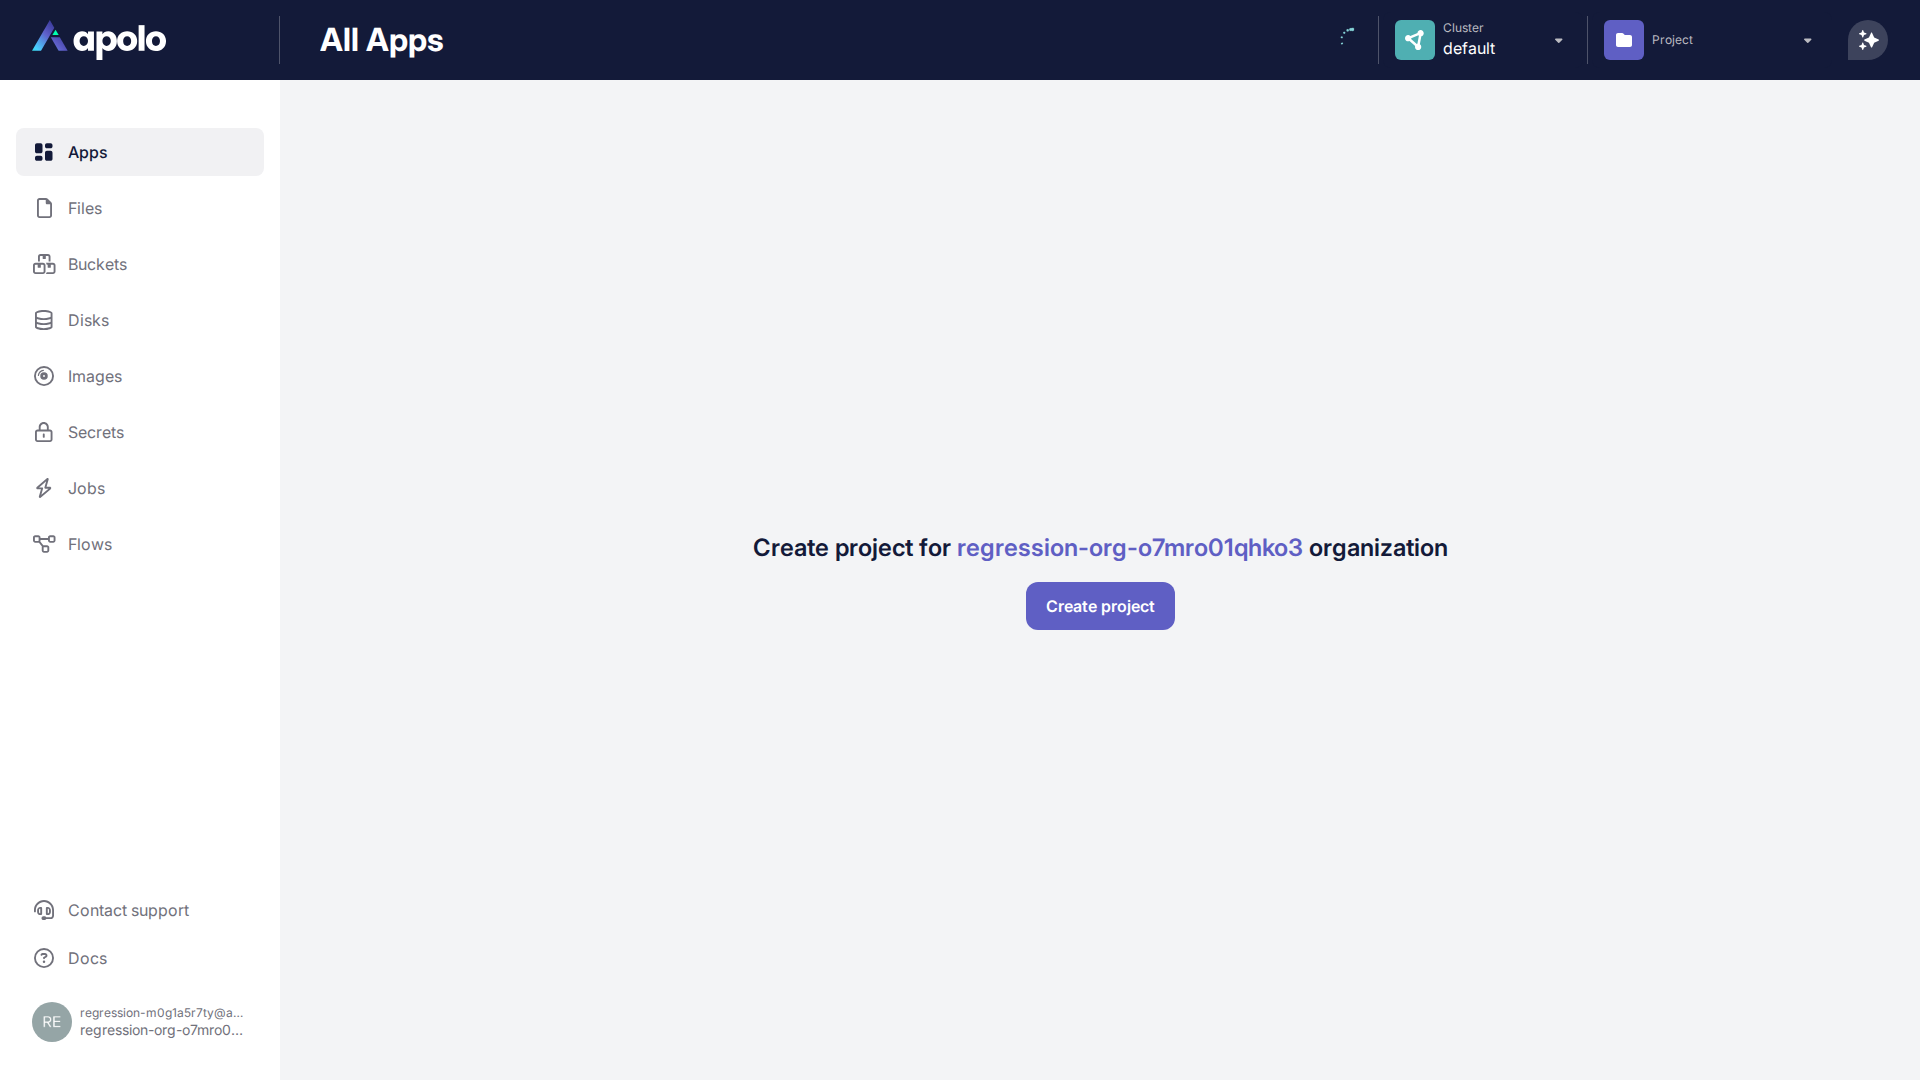 apolo
All Apps
Cluster
default
Project
Apps
Files
Buckets
Disks
Images
Secrets
Jobs
Flows
Create project for regression-org-o7mro01qhko3 organization
Create project
Contact support
Docs
RE
regression-m0g1a5r7ty@a...
regression-org-o7mro0...